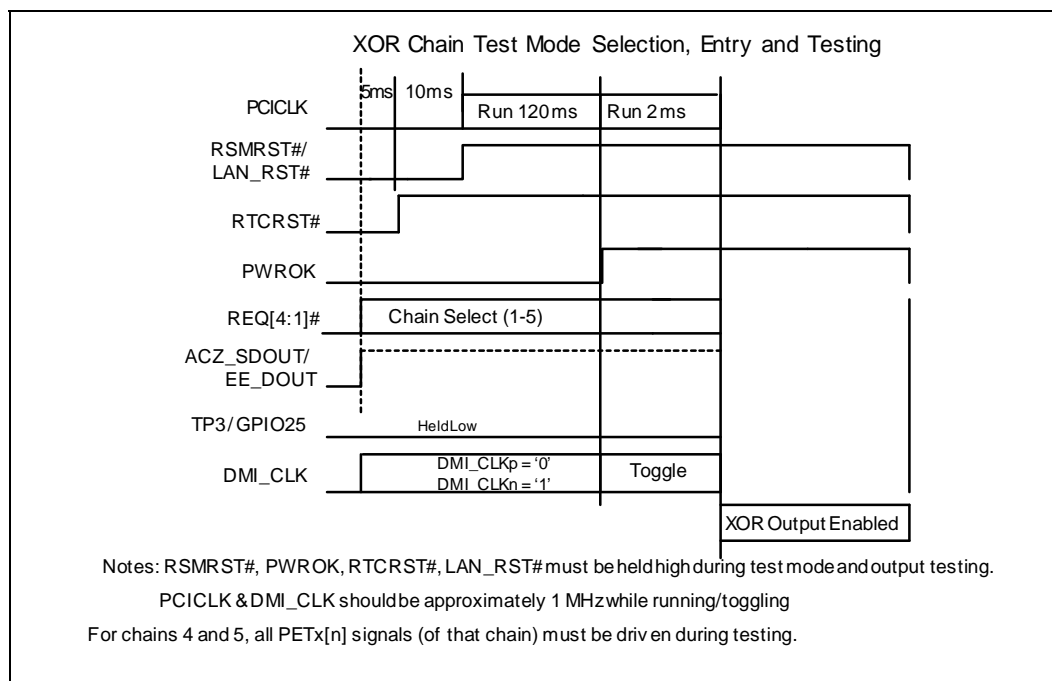 XOR Chain Test Mode Selection, Entry and Testing
5ms 10ms
PCICLK Run 120ms Run 2ms
RSMRST#/
LAN_RST#
RTCRST#
PWROK
REQ[4:1]# Chain Select (1-5)
ACZ_SDOUT/
EE_DOUT
TP3/GPIO25 HeldLow
DMI_CLK DMI_CLKp = '0' Toggle
DMI_CLKn = '1'
XOR Output Enabled
Notes: RSMRST#, PWROK, RTCRST#, LAN_RST# must be held high during test mode and output testing.
PCICLK & DMI_CLK should be approximately 1 MHz while running/toggling
For chains 4 and 5, all PETx[n] signals (of that chain) must be driven during testing.